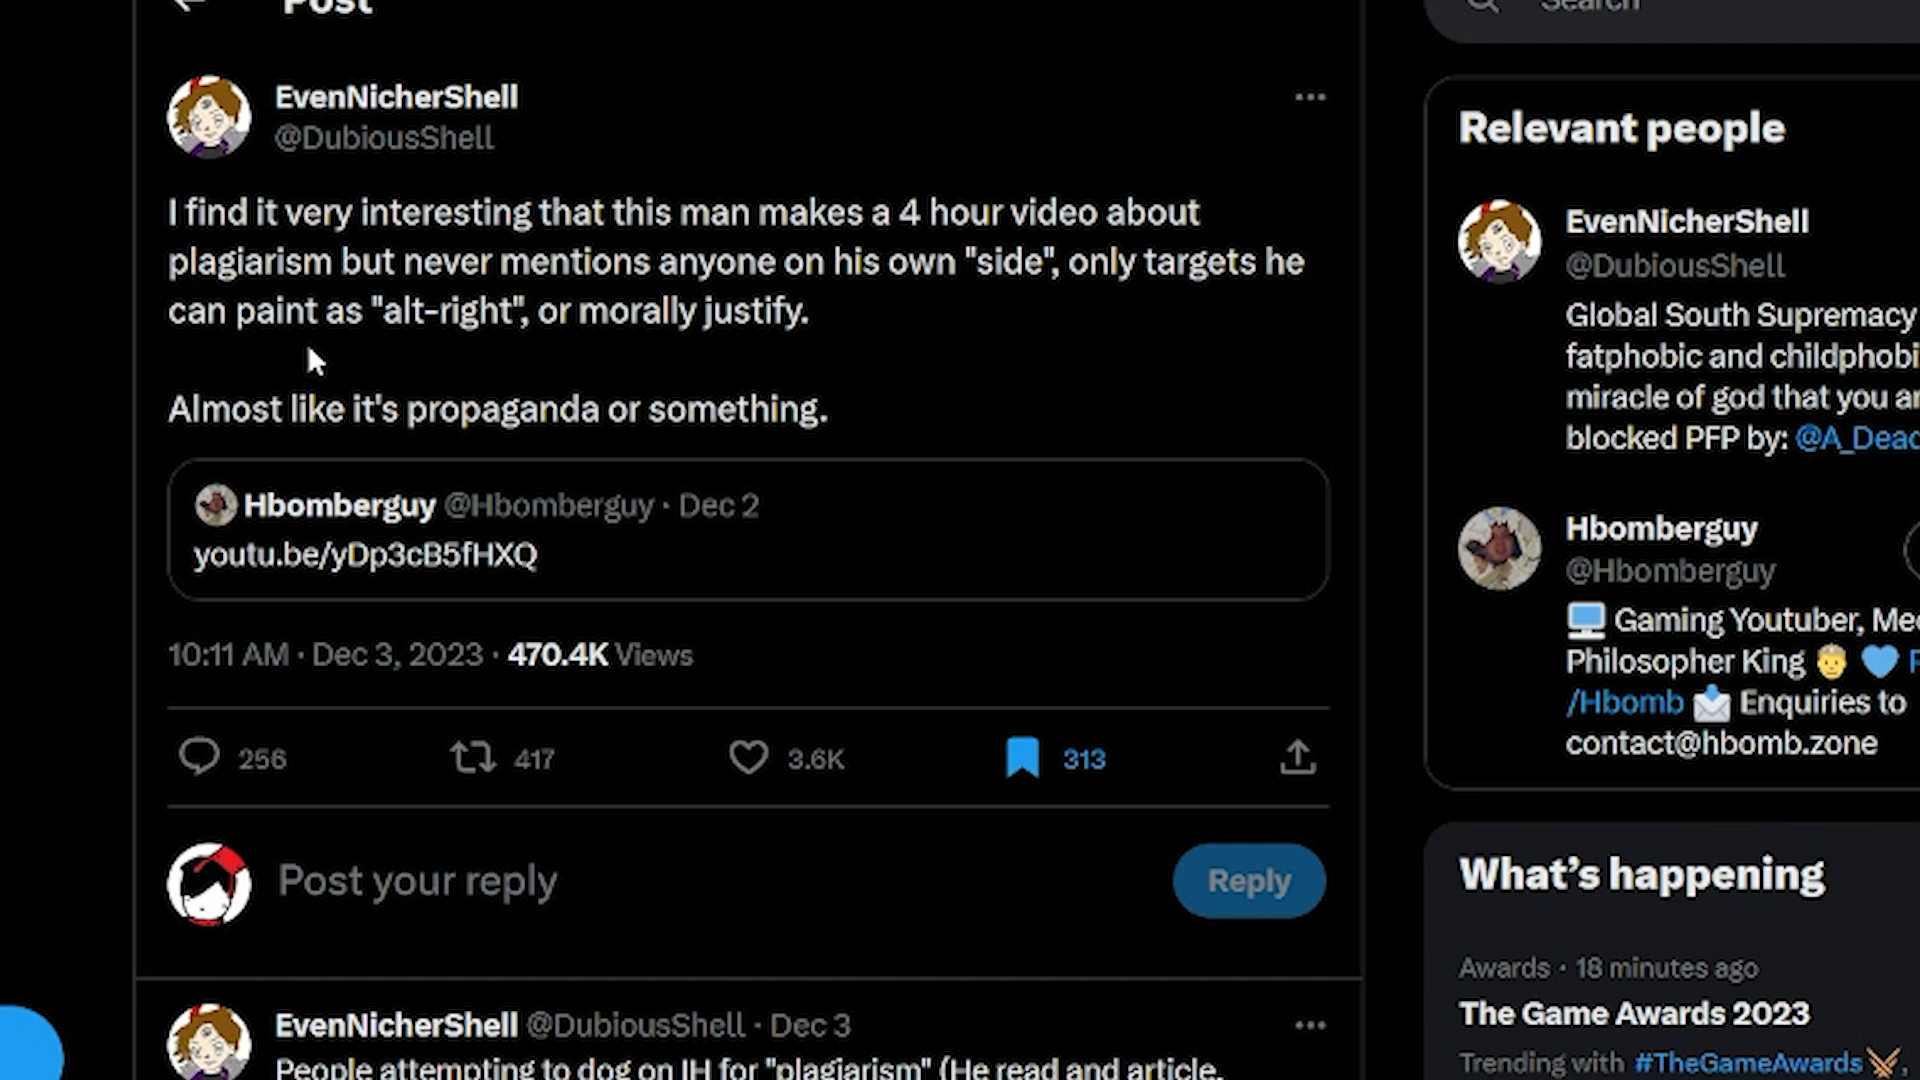 Post
Search
EvenNicherShell
@DubiousShell
I find it very interesting that this man makes a 4 hour video about
plagiarism but never mentions anyone on his own "side", only targets he
can paint as "alt-right", or morally justify.
Almost like it's propaganda or something.
Hbomberguy @Hbomberguy · Dec 2
youtu.be/yDp3cB5fHXQ
10:11 AM · Dec 3, 2023 · 470.4K Views
256 417 3.6K 313
Post your reply
Reply
EvenNicherShell @DubiousShell · Dec 3
People attempting to dog on IH for "plagiarism" (He read and article,
Relevant people
EvenNicherShell
@DubiousShell
Global South Supremacy
fatphobic and childphobi
miracle of god that you
blocked PFP by: @A_Dead
Hbomberguy
@Hbomberguy
Gaming Youtuber,
Philosopher King
/Hbomb Enquiries to
contact@hbomb.zone
What's happening
Awards · 18 minutes ago
The Game Awards 2023
Trending with #TheGameAwards